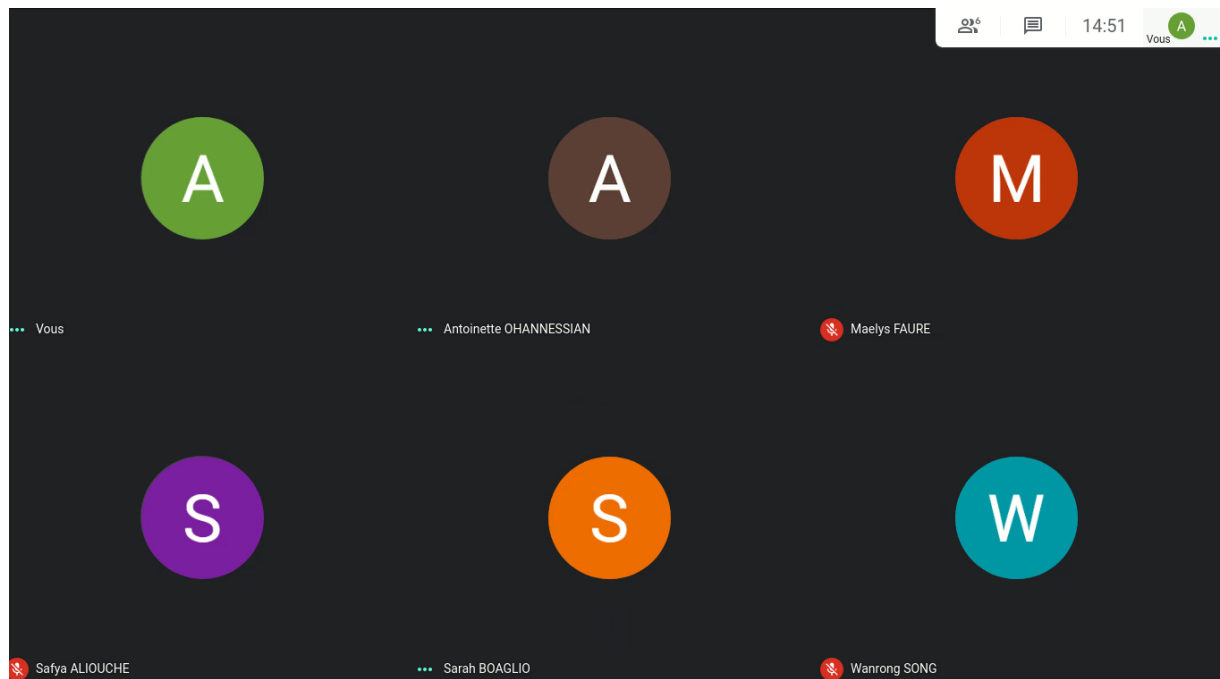 6
14:51
Vous
A
A
A
M
Vous
Antoinette OHANNESSIAN
Maelys FAURE
S
S
W
Safya ALIOUCHE
Sarah BOAGLIO
Wanrong SONG